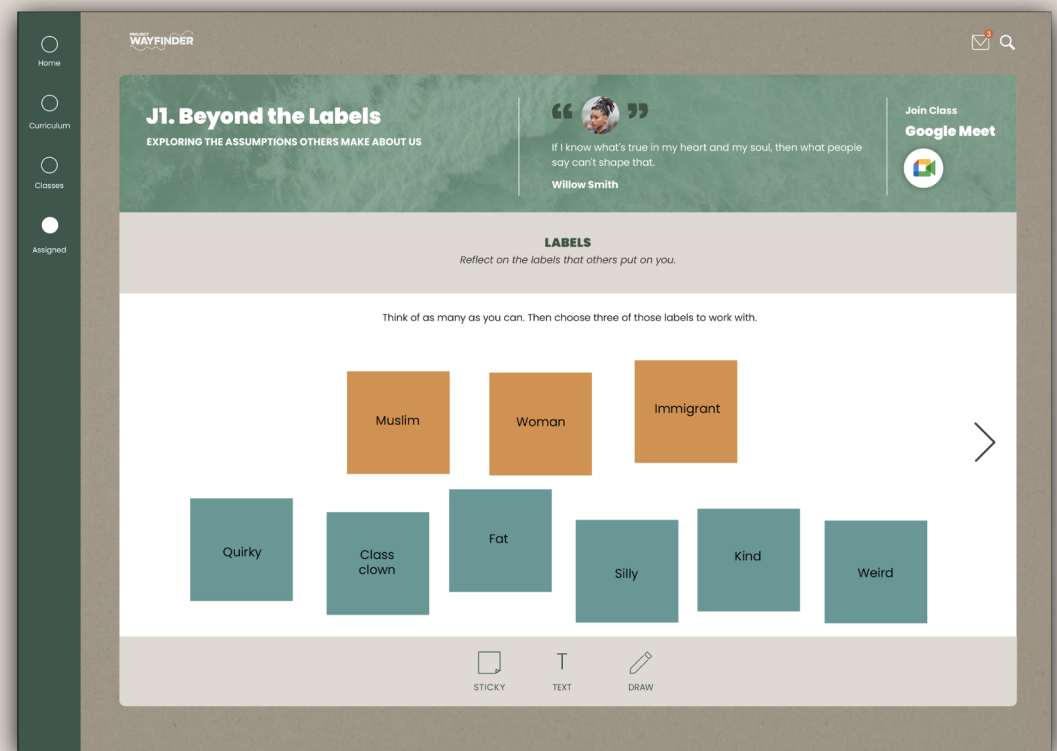 Home
Curriculum
Classes
Assigned
PROJECT
WAYFINDER
3
J1. Beyond the Labels
EXPLORING THE ASSUMPTIONS OTHERS MAKE ABOUT US
“ ”
If I know what's true in my heart and my soul, then what people
say can't shape that.
Willow Smith
Join Class
Google Meet
LABELS
Reflect on the labels that others put on you.
Think of as many as you can. Then choose three of those labels to work with.
Muslim
Woman
Immigrant
Quirky
Class
clown
Fat
Silly
Kind
Weird
T
STICKY
TEXT
DRAW